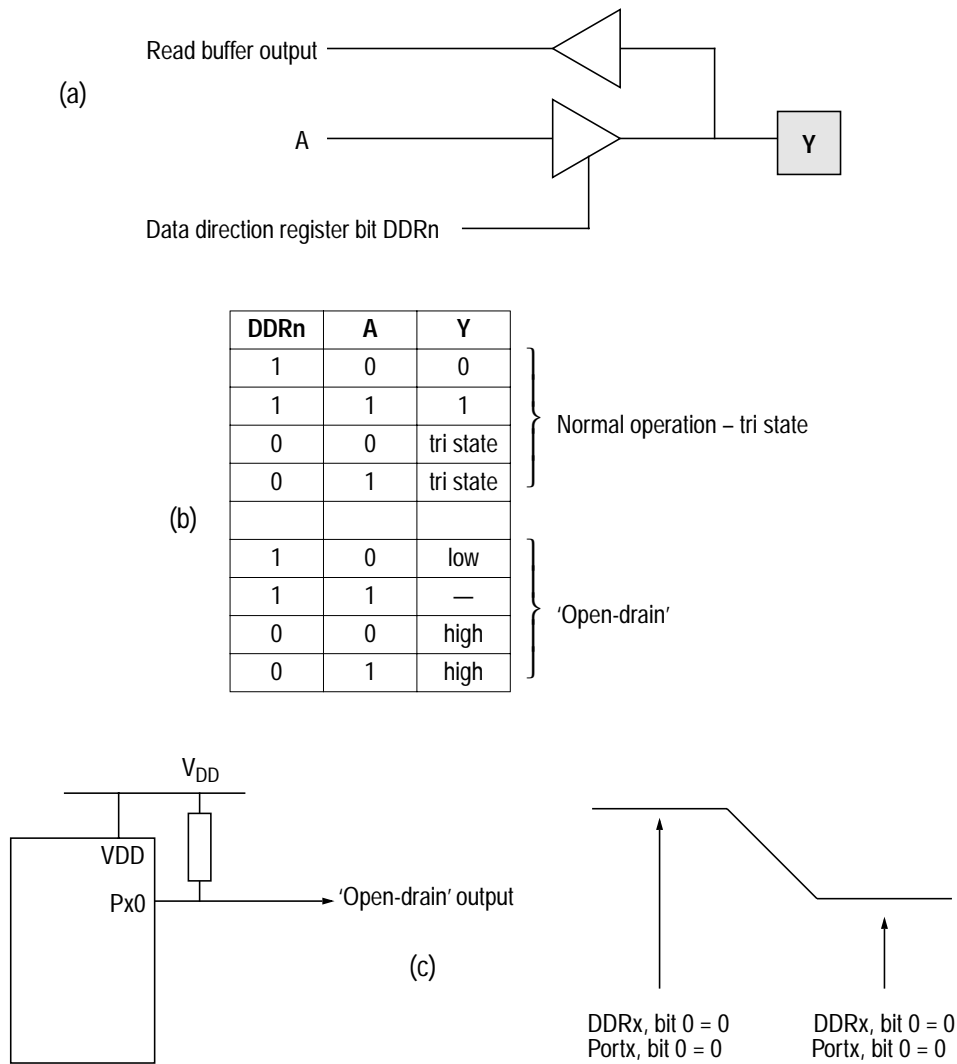 Read buffer output
(a)
A
Y
Data direction register bit DDRn
DDRn A Y
1 0 0
1 1 1
0 0 tri state
0 1 tri state
Normal operation – tri state
(b)
1 0 low
1 1 —
0 0 high
0 1 high
‘Open-drain’
VDD
VDD
Px0
‘Open-drain’ output
(c)
DDRx, bit 0 = 0
Portx, bit 0 = 0
DDRx, bit 0 = 0
Portx, bit 0 = 0